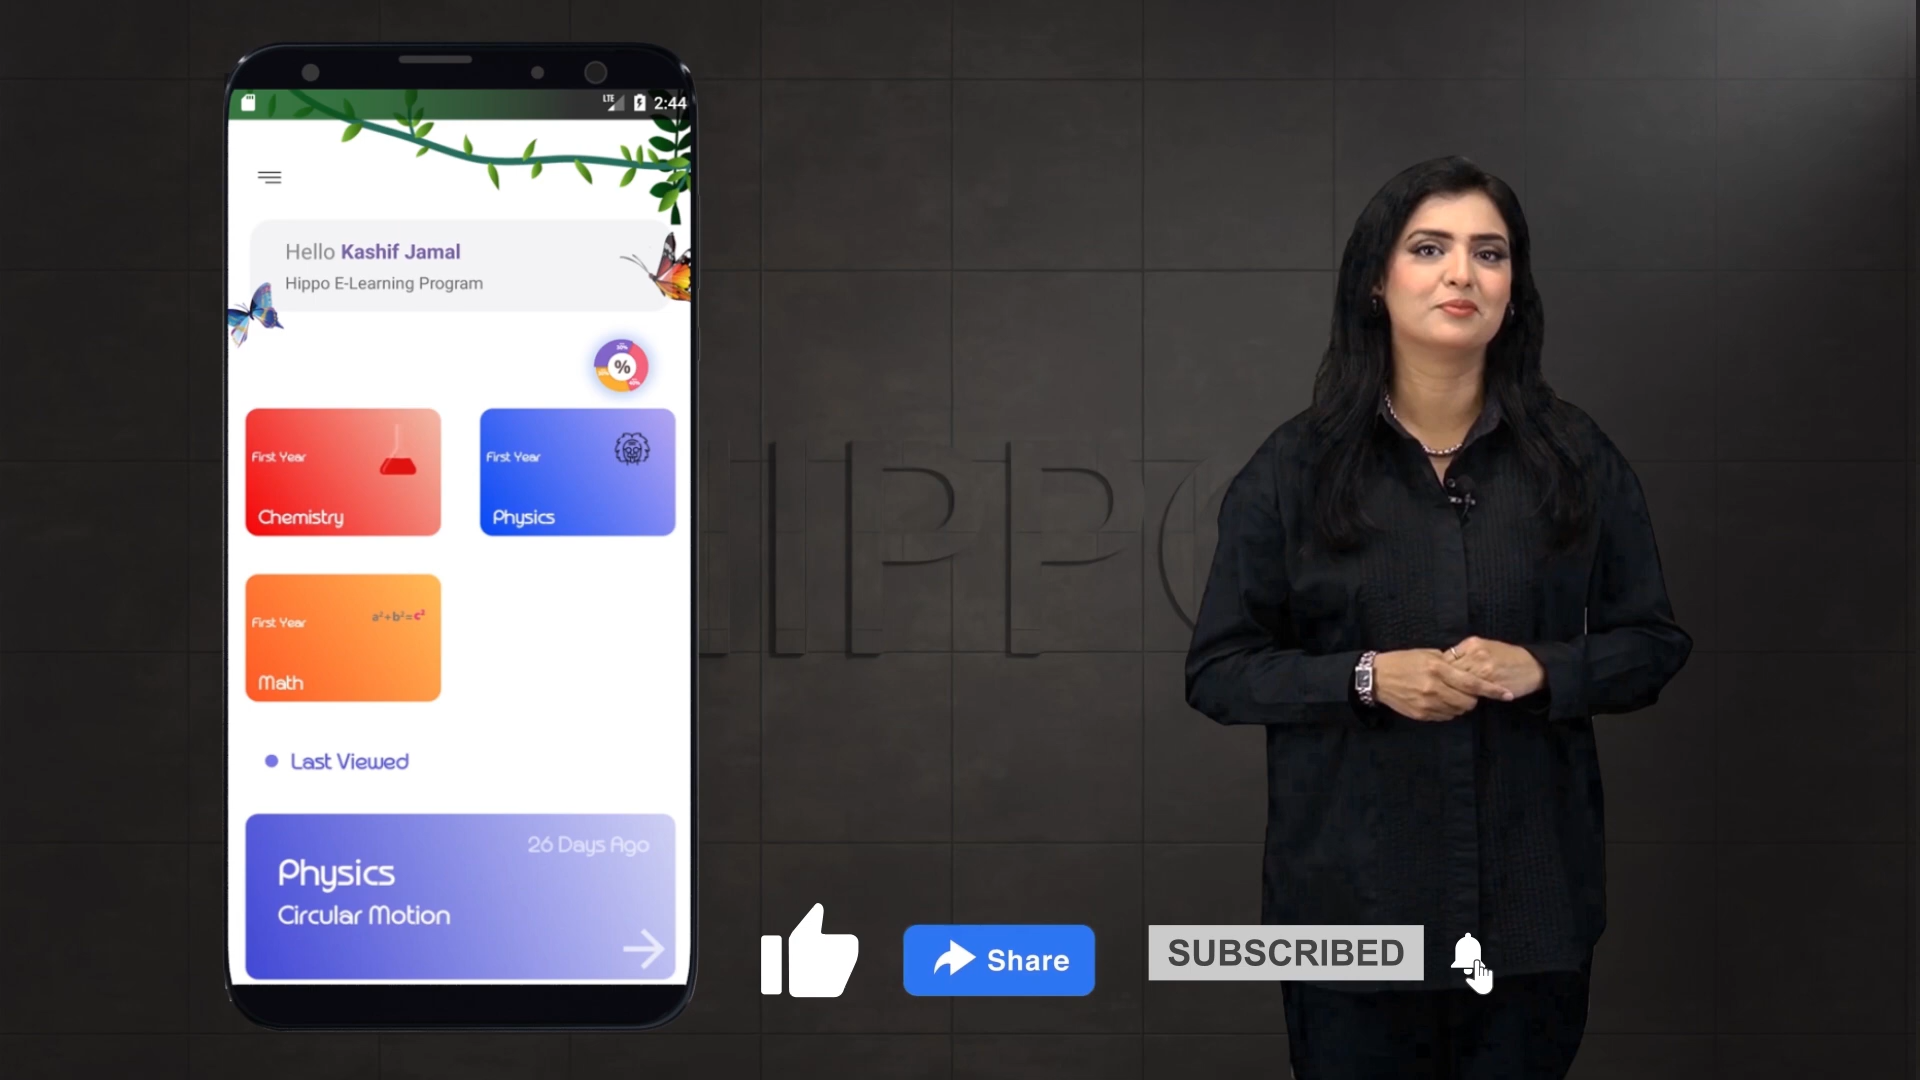 LTE 2:44
Hello Kashif Jamal
Hippo E-Learning Program
%
First Year
Chemistry
First Year
Physics
First Year
a²+b²=c²
Math
Last Viewed
26 Days Ago
Physics
Circular Motion
HIPPO
Share
SUBSCRIBED